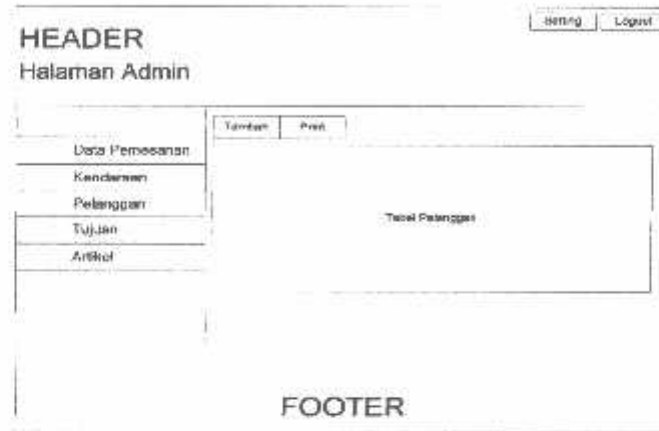 Setting Logout
HEADER
Halaman Admin
Tambah Print
Data Pemesanan
Kendaraan
Pelanggan
Tujuan
Artikel
Tabel Pelanggan
FOOTER